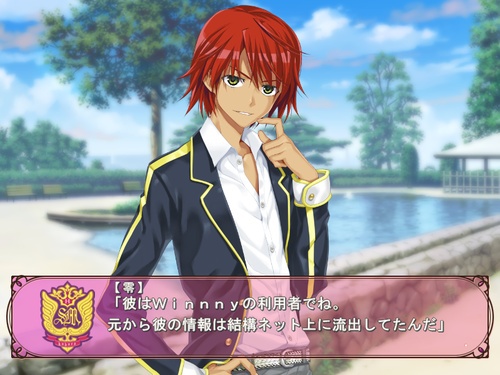 【零】
「彼はＷｉｎｎｎｙの利用者でね。
元から彼の情報は結構ネット上に流出してたんだ」